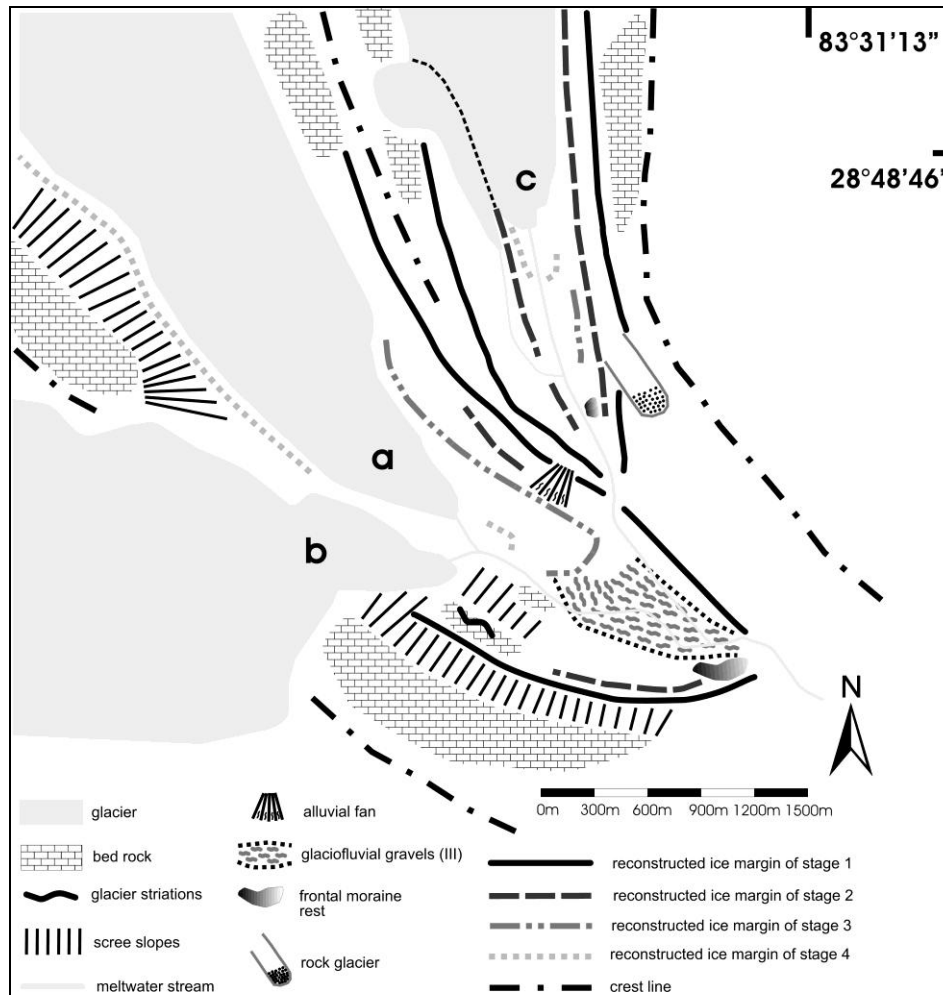 83°31'13"
28°48'46'
c
a
b
N
0m 300m 600m 900m 1200m 1500m
glacier
bed rock
glacier striations
scree slopes
meltwater stream
alluvial fan
glaciofluvial gravels (III)
frontal moraine
rest
rock glacier
reconstructed ice margin of stage 1
reconstructed ice margin of stage 2
reconstructed ice margin of stage 3
reconstructed ice margin of stage 4
crest line